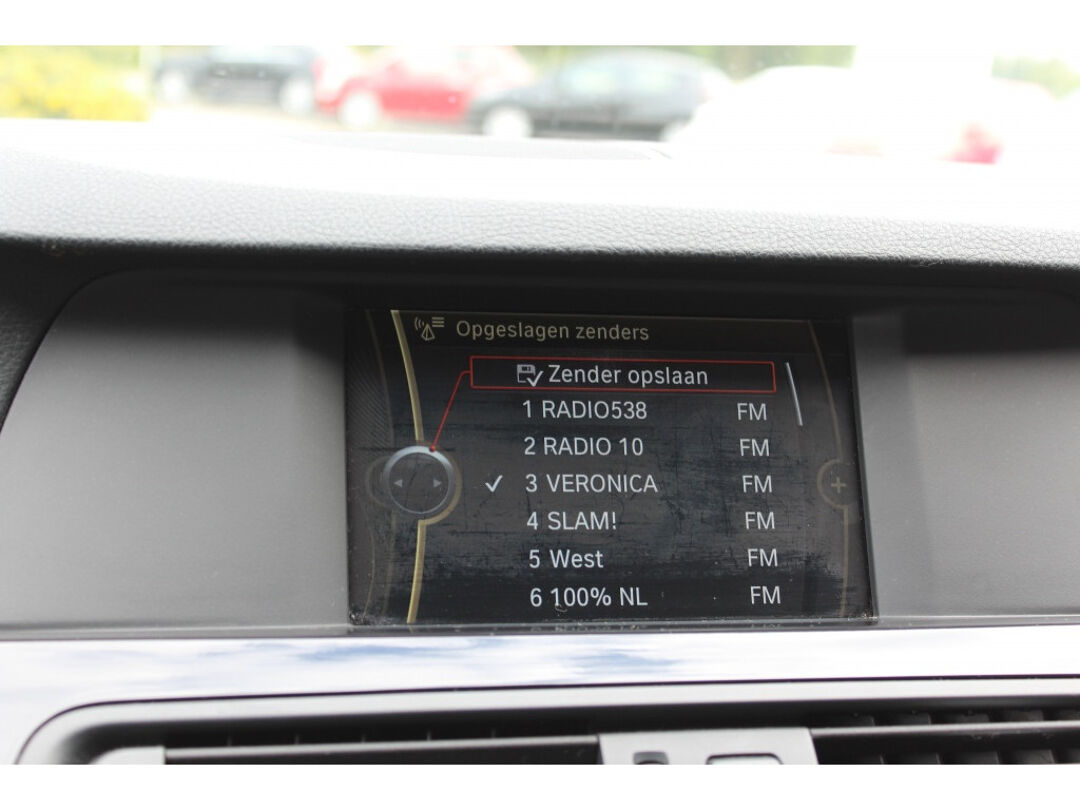 Opgeslagen zenders
Zender opslaan
1 RADIO538 FM
2 RADIO 10 FM
3 VERONICA FM
4 SLAM! FM
5 West FM
6 100% NL FM